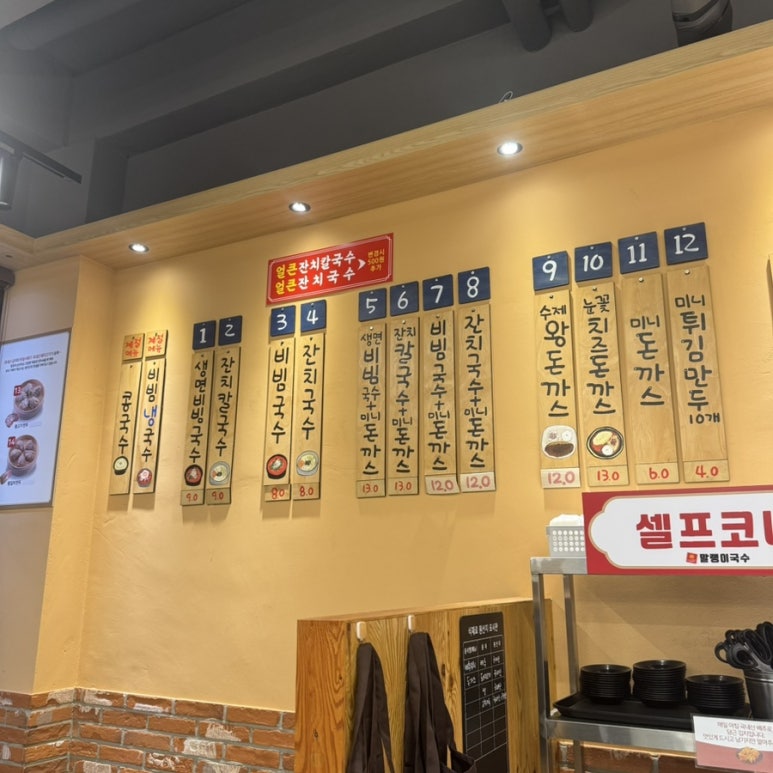 얼큰잔치칼국수
얼큰잔치국수
변경시
500원
추가
계절
메뉴
콩국수
계절
메뉴
비빔냉국수
1
생면비빔국수
9.0
2
잔치칼국수
9.0
3
비빔국수
8.0
4
잔치국수
8.0
5
생면
비빔국수+미니돈까스
13.0
6
잔치
칼국수+미니돈까스
13.0
7
비빔국수+미니돈까스
12.0
8
잔치국수+미니돈까스
12.0
9
수제
왕돈까스
12.0
10
눈꽃
치즈돈까스
13.0
11
미니
돈까스
6.0
12
미니
튀김만두
10개
4.0
23
24
셀프코너
말랭이국수